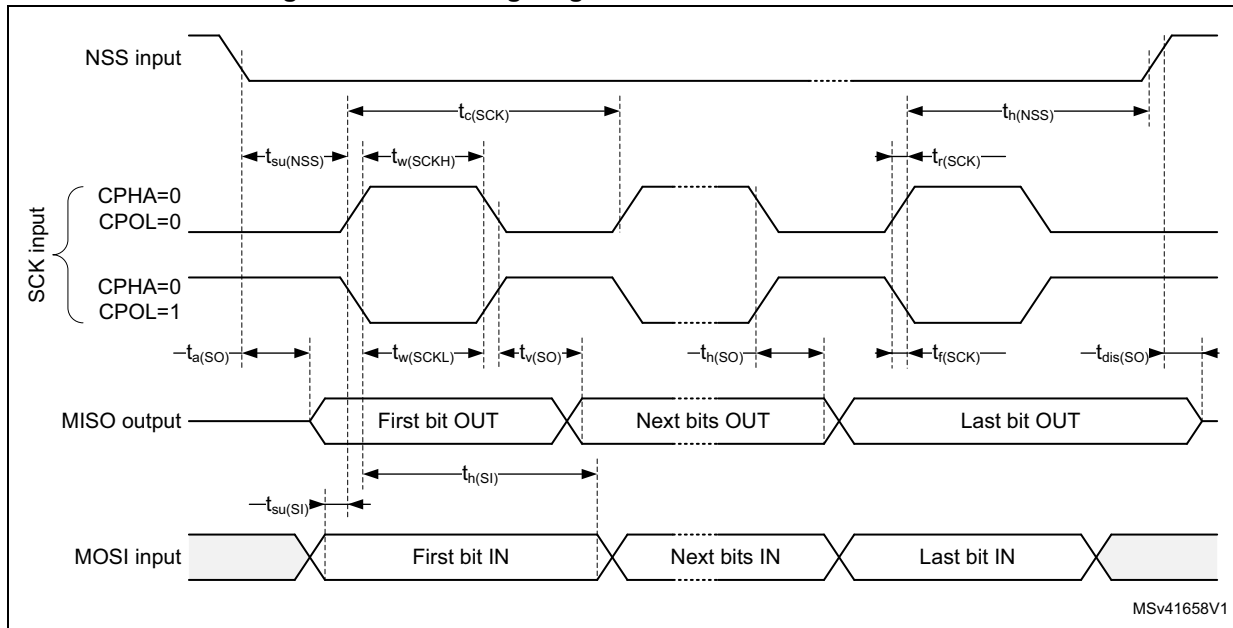 NSS input
tc(SCK)
th(NSS)
tsu(NSS)
tw(SCKH)
tr(SCK)
SCK input
CPHA=0
CPOL=0
CPHA=0
CPOL=1
ta(SO)
tw(SCKL)
tv(SO)
th(SO)
tf(SCK)
tdis(SO)
MISO output
First bit OUT
Next bits OUT
Last bit OUT
th(SI)
tsu(SI)
MOSI input
First bit IN
Next bits IN
Last bit IN
MSv41658V1